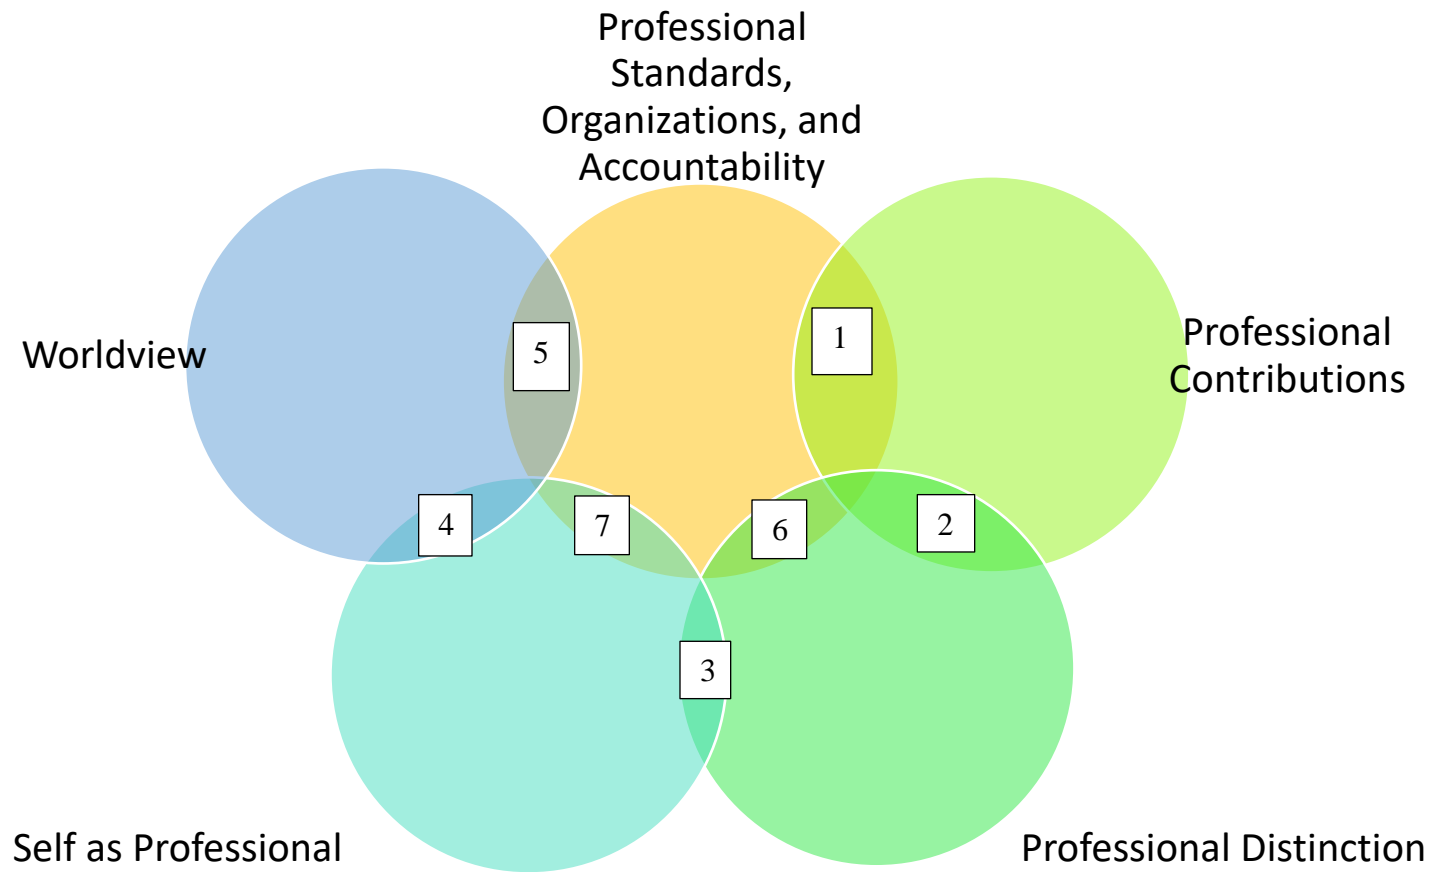 Professional
Standards,
Organizations, and
Accountability
Worldview
5
1
Professional
Contributions
4
7
6
2
3
Self as Professional
Professional Distinction